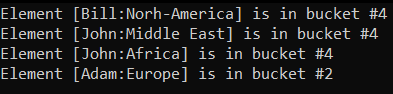 Element [Bill:Norh-America] is in bucket #4
Element [John:Middle East] is in bucket #4
Element [John:Africa] is in bucket #4
Element [Adam:Europe] is in bucket #2